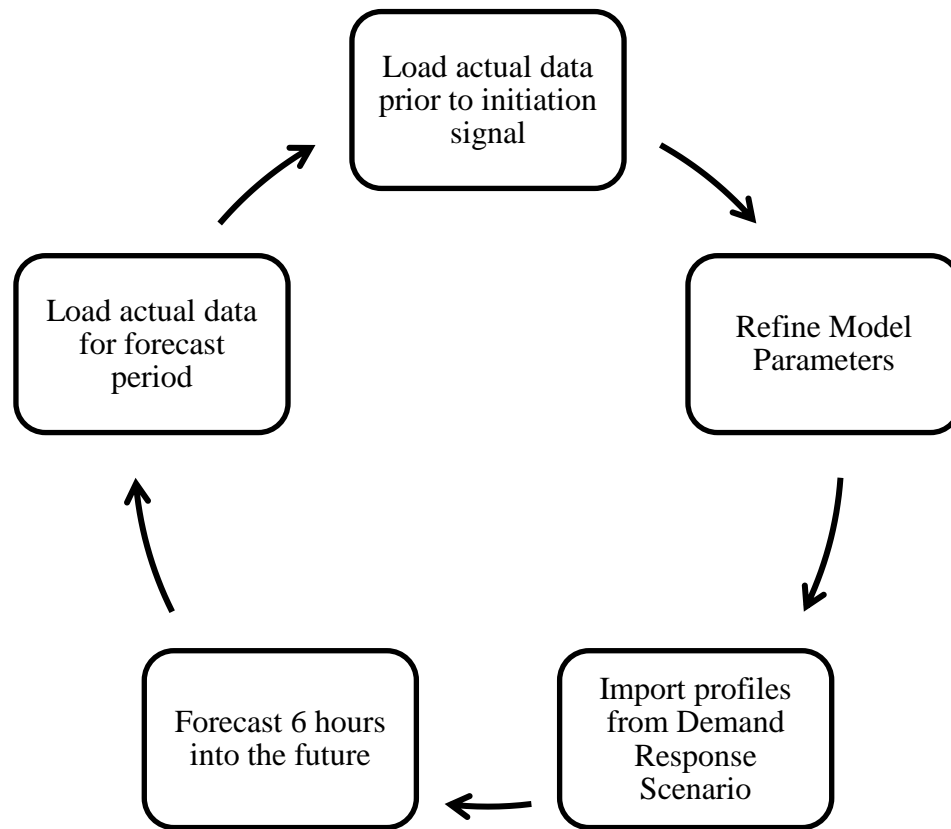 Load actual data
prior to initiation
signal
Refine Model
Parameters
Import profiles
from Demand
Response
Scenario
Forecast 6 hours
into the future
Load actual data
for forecast
period